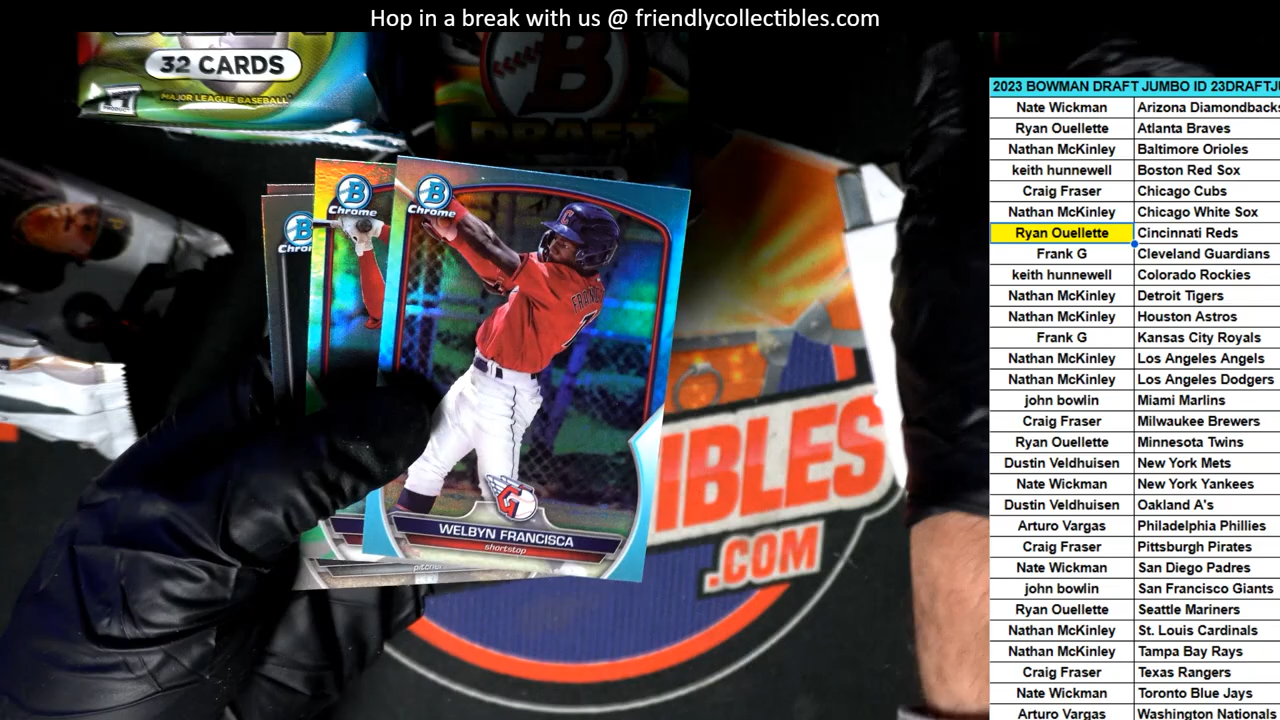 Hop in a break with us @ friendlycollectibles.com
32 CARDS
MAJOR LEAGUE BASEBALL
PRODUCT
B
DRAFT
B
Chrome
B
Chrome
B
Chrome
C
FRANC
WELBYN FRANCISCA
shortstop
pitcher
IBLES
.COM
2023 BOWMAN DRAFT JUMBO ID 23DRAFTJU
Nate Wickman Arizona Diamondbacks
Ryan Ouellette Atlanta Braves
Nathan McKinley Baltimore Orioles
keith hunnewell Boston Red Sox
Craig Fraser Chicago Cubs
Nathan McKinley Chicago White Sox
Ryan Ouellette Cincinnati Reds
Frank G Cleveland Guardians
keith hunnewell Colorado Rockies
Nathan McKinley Detroit Tigers
Nathan McKinley Houston Astros
Frank G Kansas City Royals
Nathan McKinley Los Angeles Angels
Nathan McKinley Los Angeles Dodgers
john bowlin Miami Marlins
Craig Fraser Milwaukee Brewers
Ryan Ouellette Minnesota Twins
Dustin Veldhuisen New York Mets
Nate Wickman New York Yankees
Dustin Veldhuisen Oakland A's
Arturo Vargas Philadelphia Phillies
Craig Fraser Pittsburgh Pirates
Nate Wickman San Diego Padres
john bowlin San Francisco Giants
Ryan Ouellette Seattle Mariners
Nathan McKinley St. Louis Cardinals
Nathan McKinley Tampa Bay Rays
Craig Fraser Texas Rangers
Nate Wickman Toronto Blue Jays
Arturo Vargas Washington Nationals